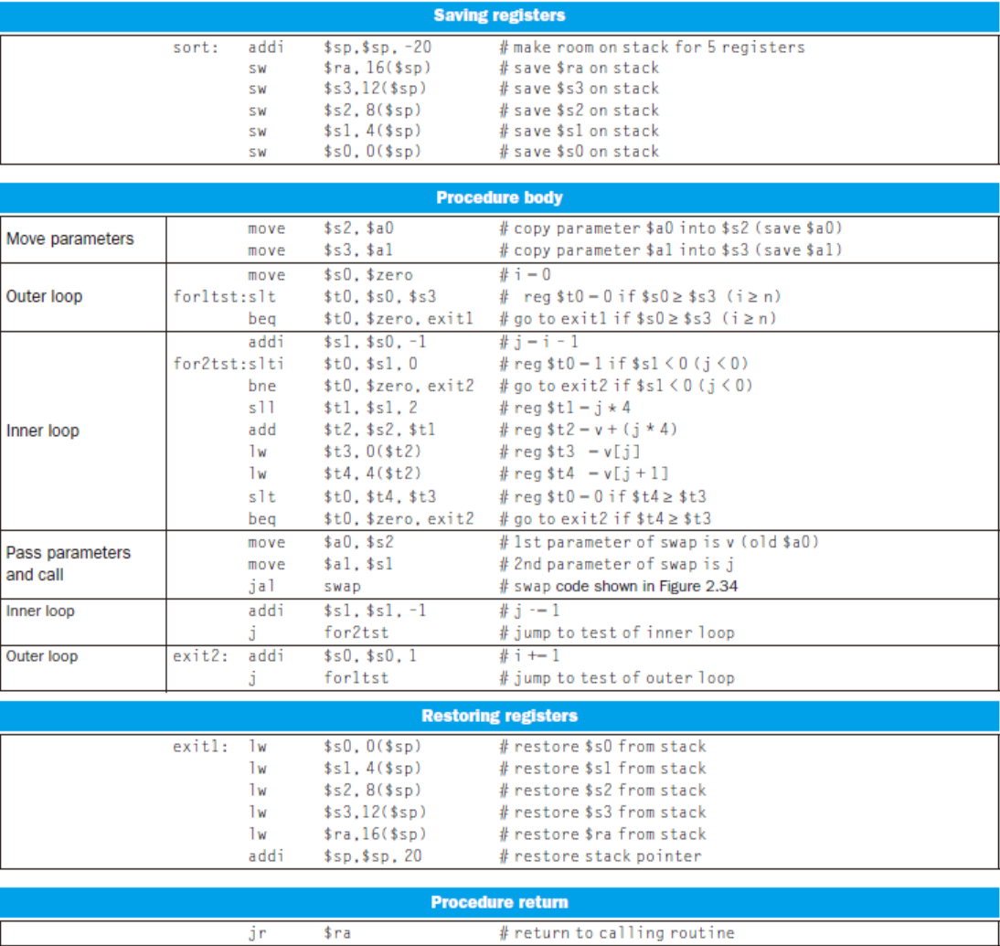 Saving registers
sort: addi $sp,$sp, -20 # make room on stack for 5 registers
sw $ra, 16($sp) # save $ra on stack
sw $s3,12($sp) # save $s3 on stack
sw $s2, 8($sp) # save $s2 on stack
sw $s1, 4($sp) # save $s1 on stack
sw $s0, 0($sp) # save $s0 on stack
Procedure body
Move parameters
move $s2, $a0 # copy parameter $a0 into $s2 (save $a0)
move $s3, $a1 # copy parameter $a1 into $s3 (save $a1)
Outer loop
move $s0, $zero # i = 0
for1tst:slt $t0, $s0, $s3 # reg $t0 = 0 if $s0 ≥ $s3 (i ≥ n)
beq $t0, $zero, exit1 # go to exit1 if $s0 ≥ $s3 (i ≥ n)
Inner loop
addi $s1, $s0, -1 # j = i - 1
for2tst:slti $t0, $s1, 0 # reg $t0 = 1 if $s1 < 0 (j < 0)
bne $t0, $zero, exit2 # go to exit2 if $s1 < 0 (j < 0)
sll $t1, $s1, 2 # reg $t1 = j * 4
add $t2, $s2, $t1 # reg $t2 = v + (j * 4)
lw $t3, 0($t2) # reg $t3 = v[j]
lw $t4, 4($t2) # reg $t4 = v[j + 1]
slt $t0, $t4, $t3 # reg $t0 = 0 if $t4 ≥ $t3
beq $t0, $zero, exit2 # go to exit2 if $t4 ≥ $t3
Pass parameters and call
move $a0, $s2 # 1st parameter of swap is v (old $a0)
move $a1, $s1 # 2nd parameter of swap is j
jal swap # swap code shown in Figure 2.34
Inner loop
addi $s1, $s1, -1 # j -= 1
j for2tst # jump to test of inner loop
Outer loop
exit2: addi $s0, $s0, 1 # i += 1
j for1tst # jump to test of outer loop
Restoring registers
exit1: lw $s0, 0($sp) # restore $s0 from stack
lw $s1, 4($sp) # restore $s1 from stack
lw $s2, 8($sp) # restore $s2 from stack
lw $s3,12($sp) # restore $s3 from stack
lw $ra,16($sp) # restore $ra from stack
addi $sp,$sp, 20 # restore stack pointer
Procedure return
jr $ra # return to calling routine